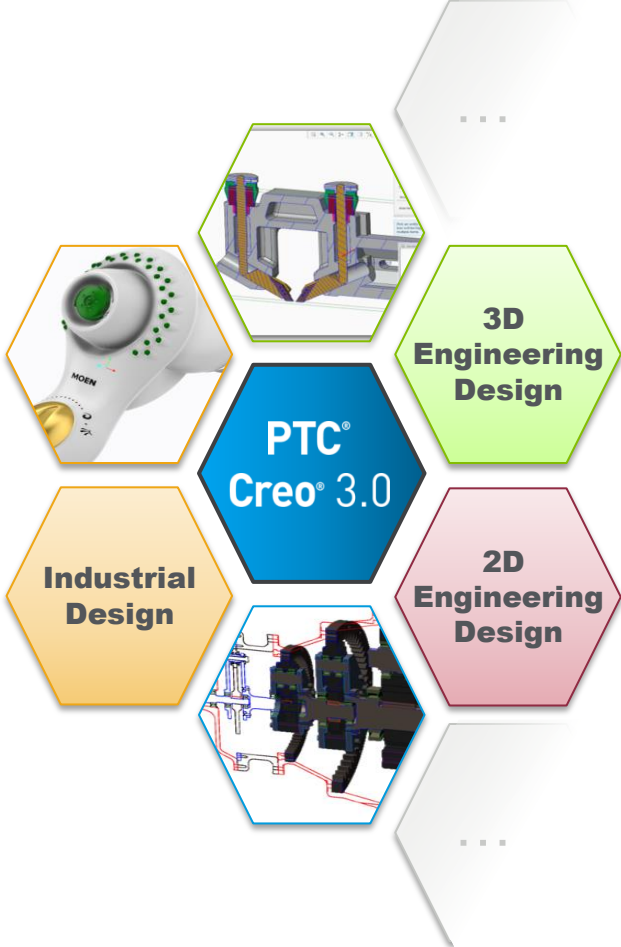 . . .
3D
Engineering
Design
MOEN
PTC®
Creo® 3.0
Industrial
Design
2D
Engineering
Design
. . .